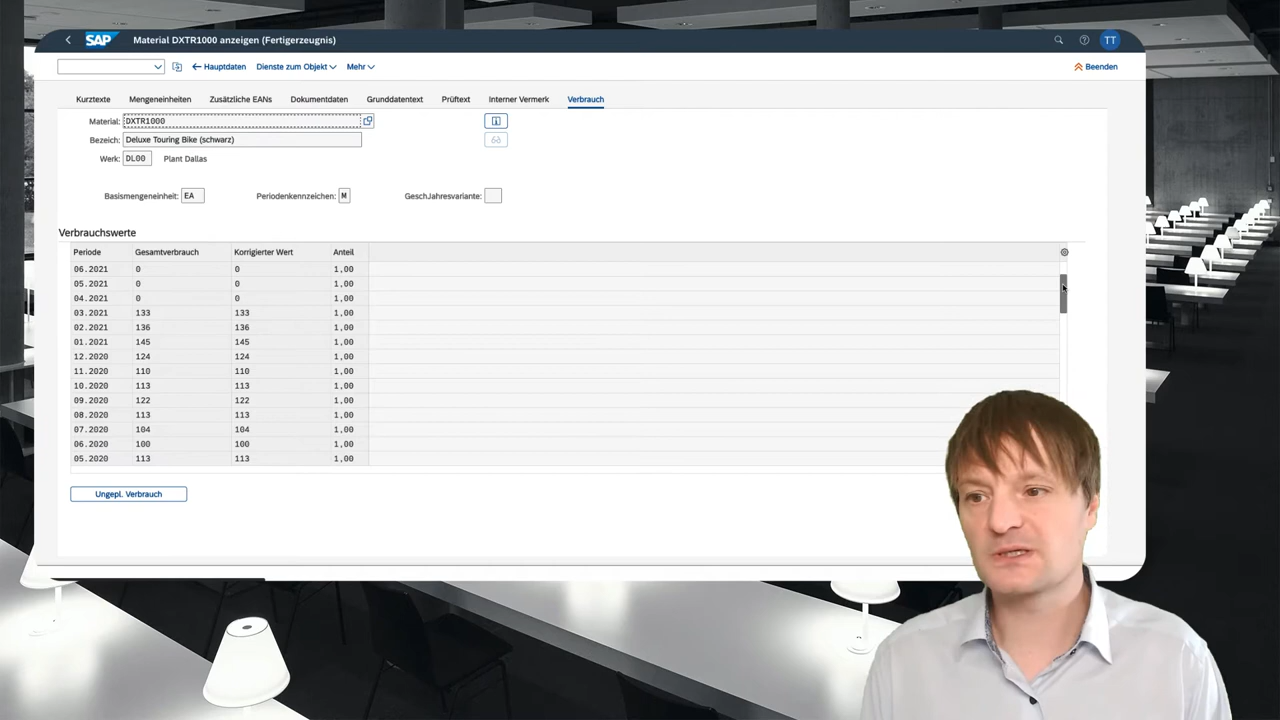 SAP Material DXTR1000 anzeigen (Fertigerzeugnis) TT
Hauptdaten Dienste zum Objekt Mehr Beenden
Kurztexte Mengeneinheiten Zusätzliche EANs Dokumentdaten Grunddatentext Prüftext Interner Vermerk Verbrauch
Material: DXTR1000
Bezeich: Deluxe Touring Bike (schwarz)
Werk: DL00 Plant Dallas
Basismengeneinheit: EA Periodenkennzeichen: M GeschJahresvariante:
Verbrauchswerte
Periode Gesamtverbrauch Korrigierter Wert Anteil
06.2021 0 0 1,00
05.2021 0 0 1,00
04.2021 0 0 1,00
03.2021 133 133 1,00
02.2021 136 136 1,00
01.2021 145 145 1,00
12.2020 124 124 1,00
11.2020 110 110 1,00
10.2020 113 113 1,00
09.2020 122 122 1,00
08.2020 113 113 1,00
07.2020 104 104 1,00
06.2020 100 100 1,00
05.2020 113 113 1,00
Ungepl. Verbrauch